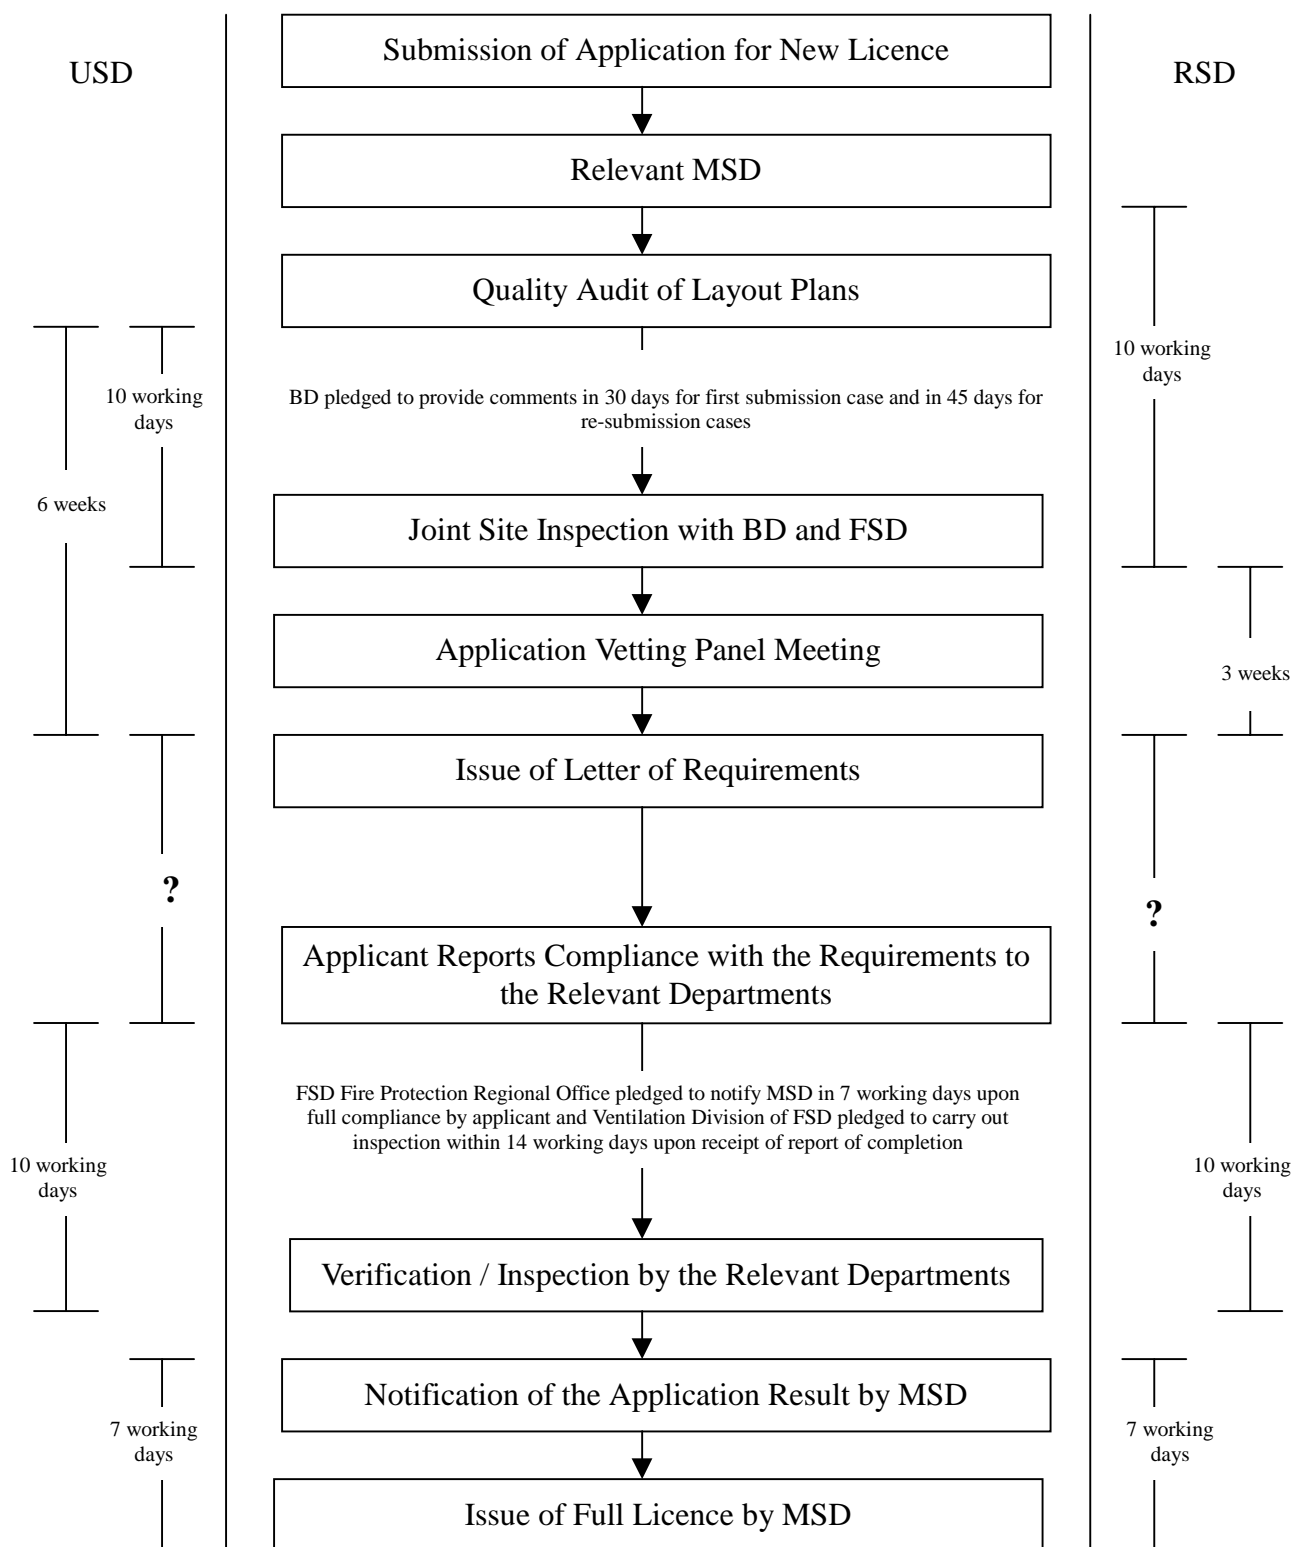 Submission of Application for New Licence
USD
RSD
Relevant MSD
Quality Audit of Layout Plans
10 working
days
10 working
days
BD pledged to provide comments in 30 days for first submission case and in 45 days for
re-submission cases
6 weeks
Joint Site Inspection with BD and FSD
Application Vetting Panel Meeting
3 weeks
Issue of Letter of Requirements
?
?
Applicant Reports Compliance with the Requirements to
the Relevant Departments
FSD Fire Protection Regional Office pledged to notify MSD in 7 working days upon
full compliance by applicant and Ventilation Division of FSD pledged to carry out
inspection within 14 working days upon receipt of report of completion
10 working
days
10 working
days
Verification / Inspection by the Relevant Departments
Notification of the Application Result by MSD
7 working
days
7 working
days
Issue of Full Licence by MSD